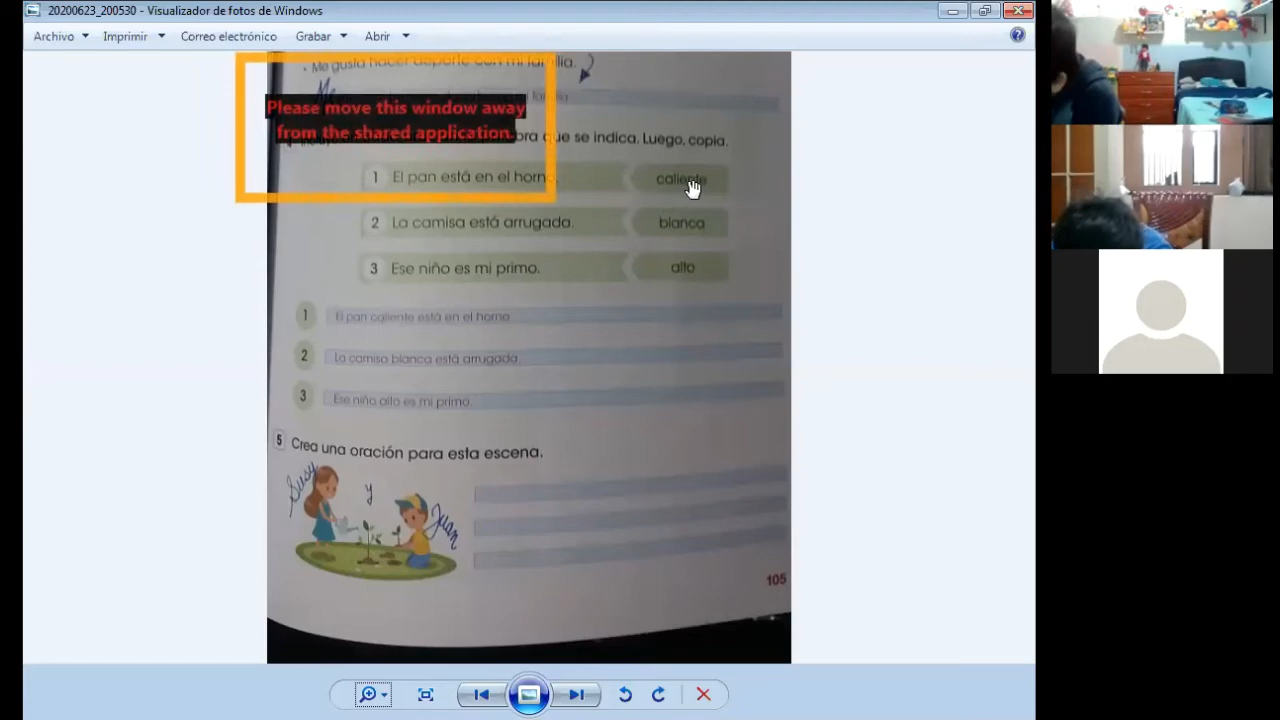 20200623_200530 - Visualizador de fotos de Windows
Archivo Imprimir Correo electrónico Grabar Abrir
Me gusta hacer deporte con mi familia.
Me familia
Please move this window away
from the shared application.
que se indica. Luego, copia.
1 El pan está en el horno. caliente
2 La camisa está arrugada. blanca
3 Ese niño es mi primo. alto
1 El pan caliente está en el horno
2 La camisa blanca está arrugada.
3 Ese niño alto es mi primo.
5 Crea una oración para esta escena.
Susy y Juan
105